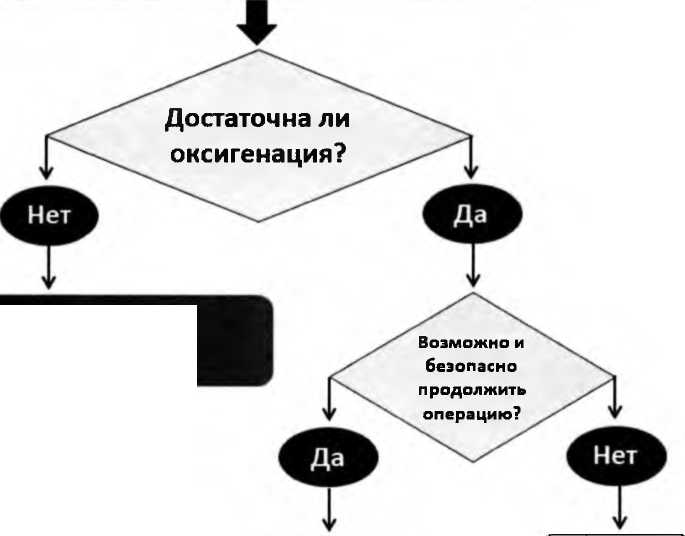 Достаточна ли
оксигенация?
Нет
Да
Возможно и
безопасно
продолжить
операцию?
Да
Нет